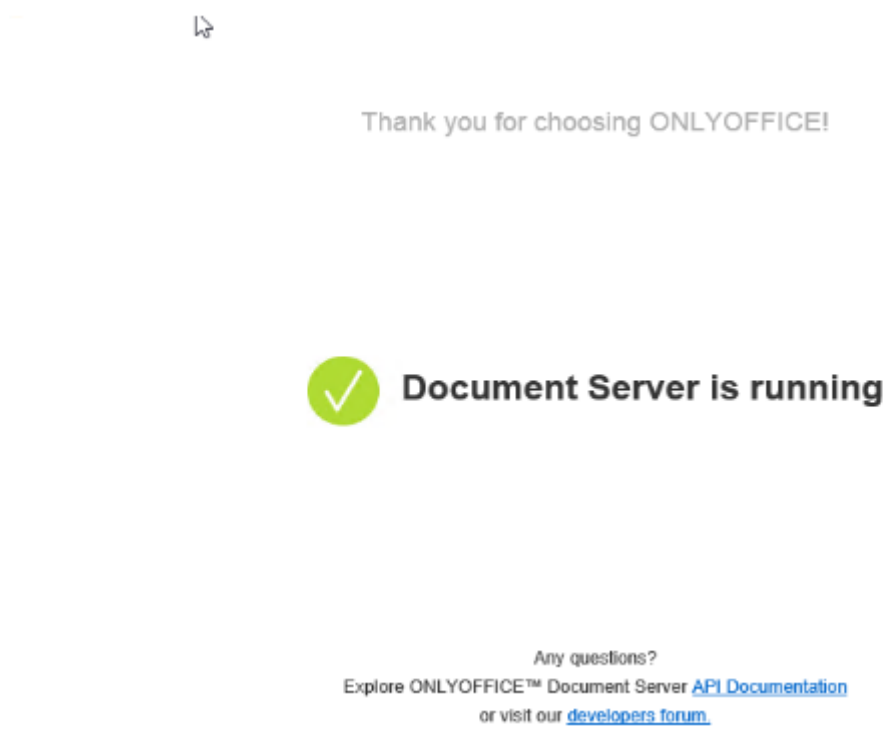 Thank you for choosing ONLYOFFICE!
Document Server is running
Any questions?
Explore ONLYOFFICE™ Document Server API Documentation
or visit our developers forum.